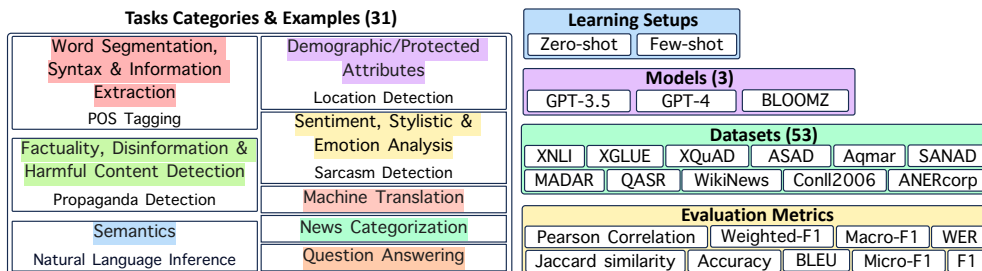 Tasks Categories & Examples (31)
Word Segmentation,
Syntax & Information
Extraction
POS Tagging
Factuality, Disinformation &
Harmful Content Detection
Propaganda Detection
Semantics
Natural Language Inference
Demographic/Protected
Attributes
Location Detection
Sentiment, Stylistic &
Emotion Analysis
Sarcasm Detection
Machine Translation
News Categorization
Question Answering
Learning Setups
Zero-shot Few-shot
Models (3)
GPT-3.5 GPT-4 BLOOMZ
Datasets (53)
XNLI XGLUE XQuAD ASAD Aqmar SANAD
MADAR QASR WikiNews Conll2006 ANERcorp
Evaluation Metrics
Pearson Correlation Weighted-F1 Macro-F1 WER
Jaccard similarity Accuracy BLEU Micro-F1 F1